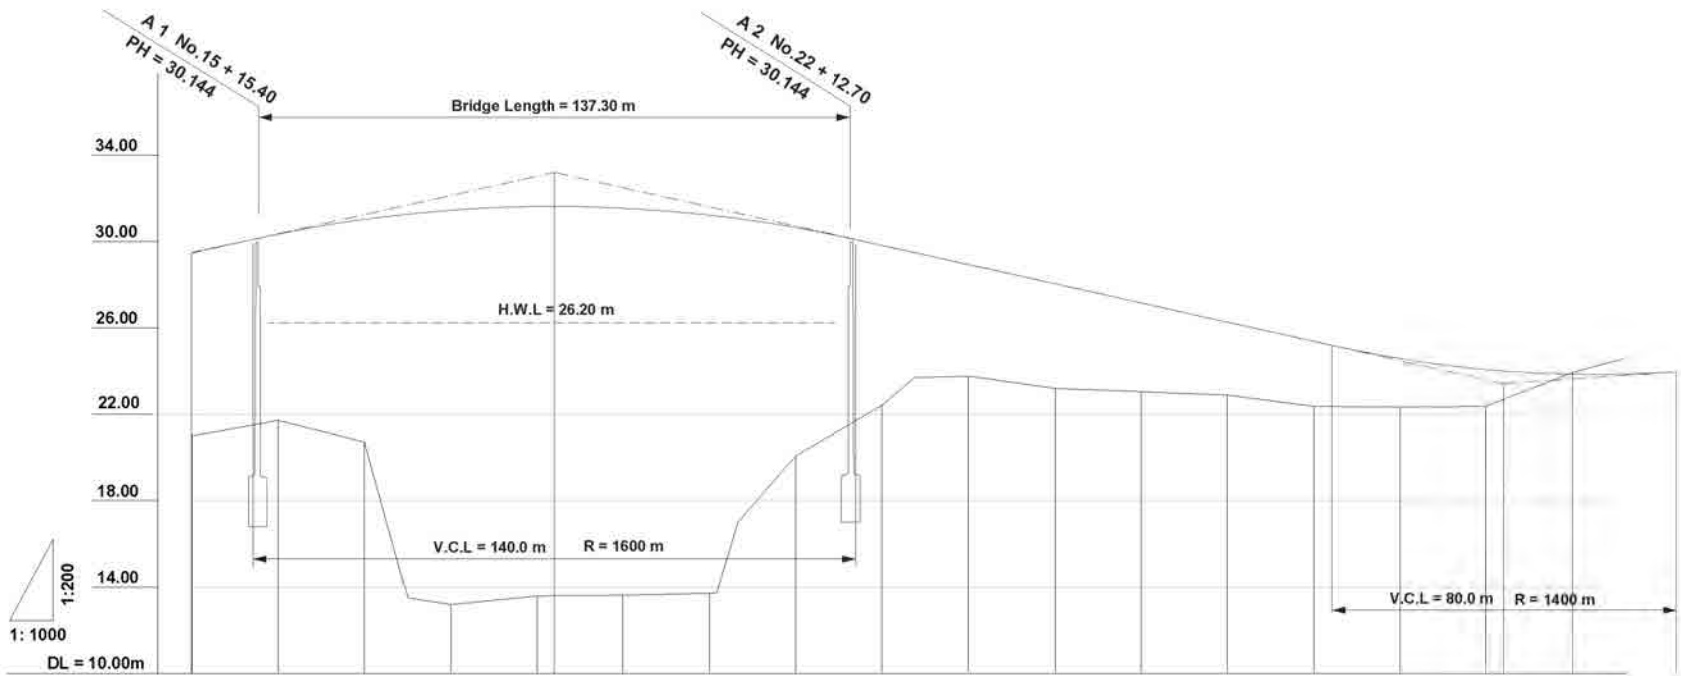 A 1 No.15 + 15.40
PH = 30.144
A 2 No.22 + 12.70
PH = 30.144
Bridge Length = 137.30 m
34.00
30.00
H.W.L = 26.20 m
26.00
22.00
18.00
V.C.L = 140.0 m R = 1600 m
14.00
1:200
V.C.L = 80.0 m R = 1400 m
1: 1000
DL = 10.00m